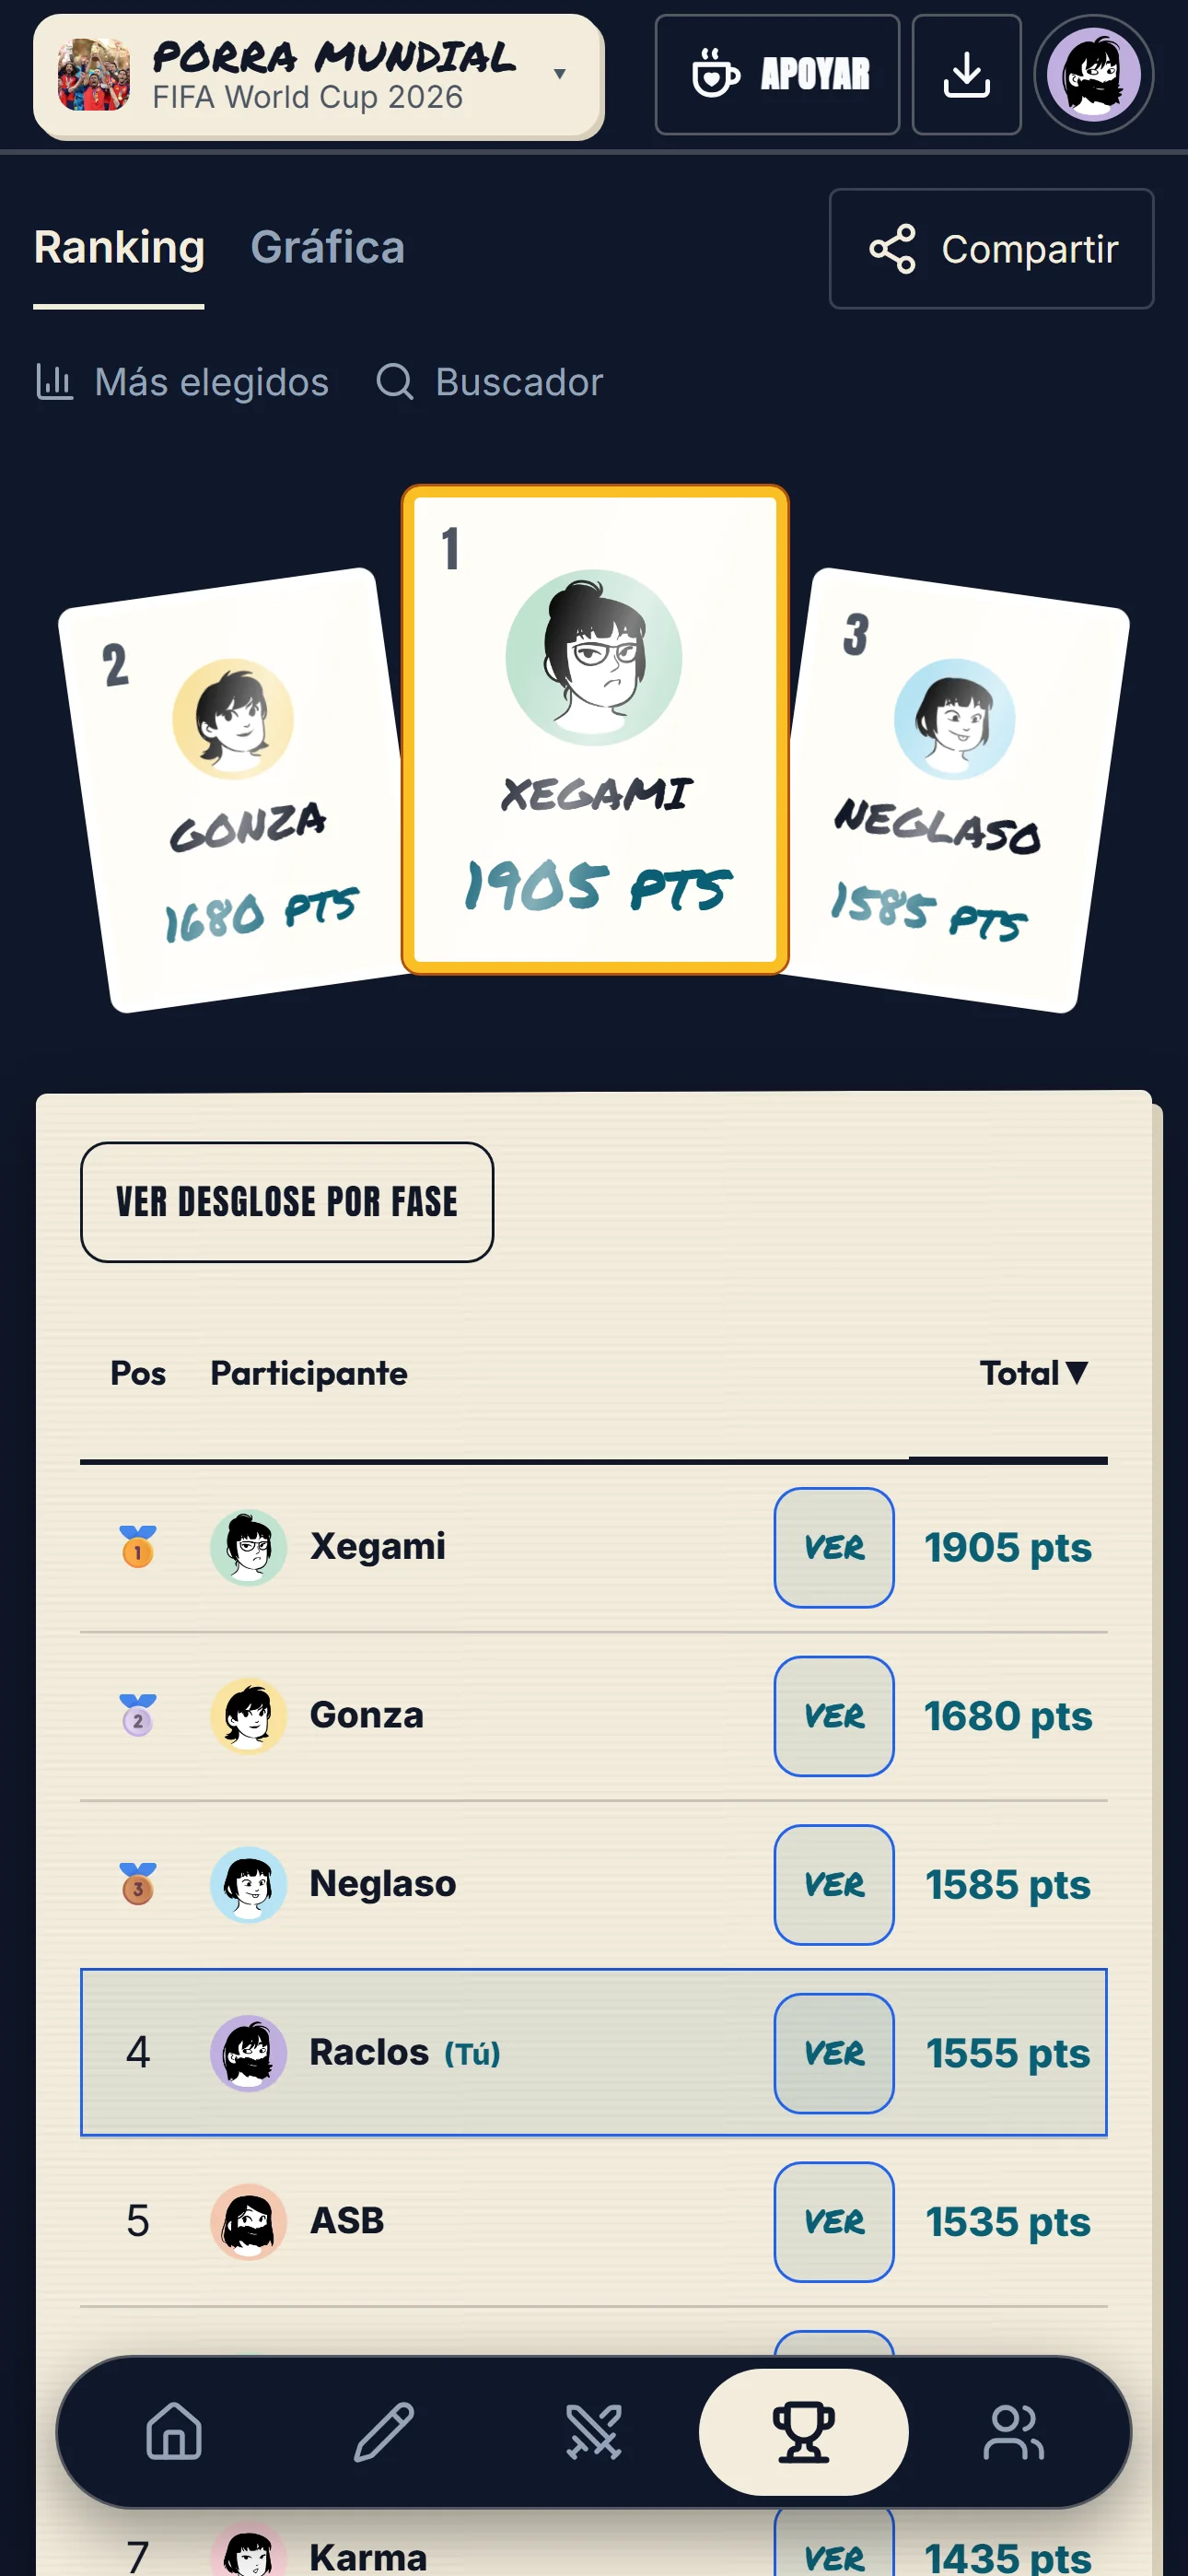 PORRA MUNDIAL
FIFA World Cup 2026
▼
APOYAR
Ranking
Gráfica
Compartir
Más elegidos
Buscador
1
XEGAMI
1905 PTS
2
GONZA
1680 PTS
3
NEGLASO
1585 PTS
VER DESGLOSE POR FASE
Pos Participante Total▼
1 Xegami VER 1905 pts
2 Gonza VER 1680 pts
3 Neglaso VER 1585 pts
4 Raclos (Tú) VER 1555 pts
5 ASB VER 1535 pts
7 Karma VER 1435 pts